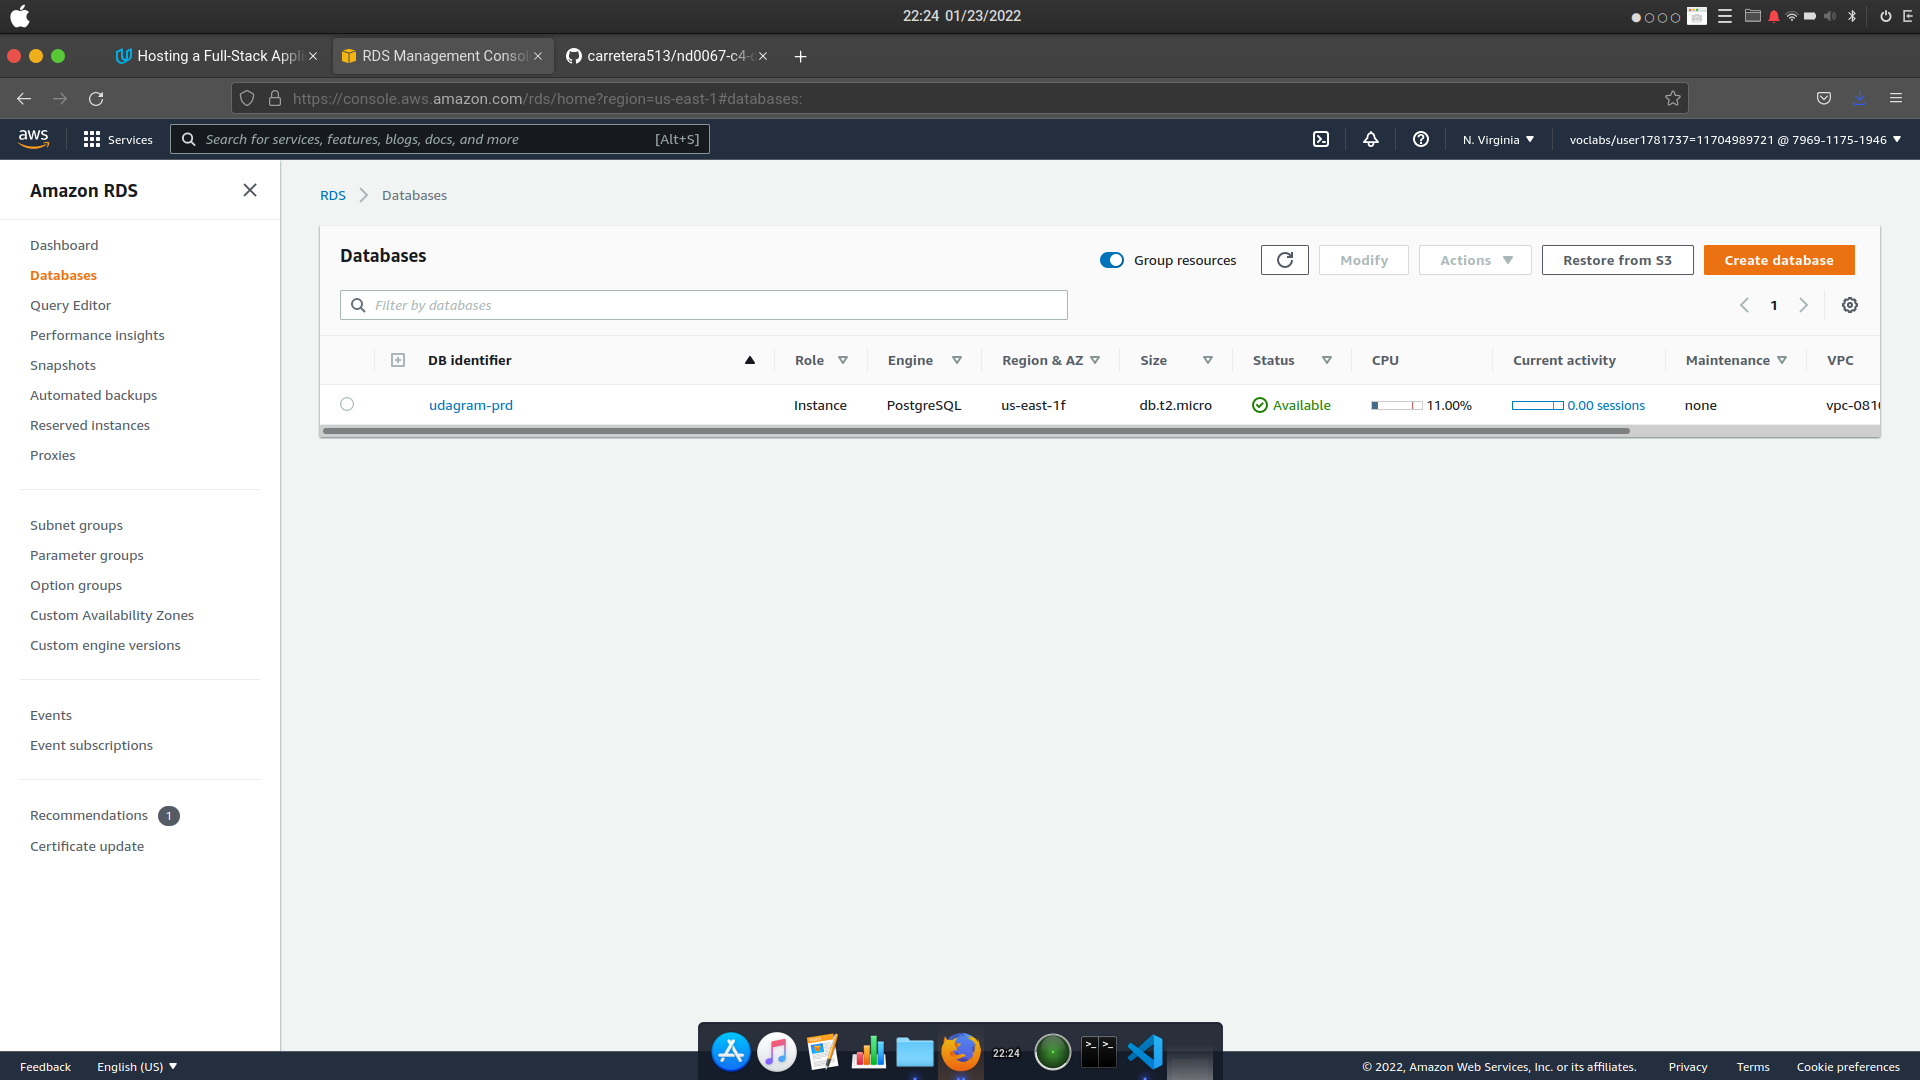 22:24 01/23/2022
Hosting a Full-Stack Appli
RDS Management Consol
carretera513/nd0067-c4-
https://console.aws.amazon.com/rds/home?region=us-east-1#databases:
aws
Services
Search for services, features, blogs, docs, and more
[Alt+S]
N. Virginia
voclabs/user1781737=11704989721 @ 7969-1175-1946
Amazon RDS
Dashboard
Databases
Query Editor
Performance insights
Snapshots
Automated backups
Reserved instances
Proxies
Subnet groups
Parameter groups
Option groups
Custom Availability Zones
Custom engine versions
Events
Event subscriptions
Recommendations 1
Certificate update
RDS > Databases
Databases
Group resources
Modify
Actions
Restore from S3
Create database
Filter by databases
1
DB identifier Role Engine Region & AZ Size Status CPU Current activity Maintenance VPC
udagram-prd Instance PostgreSQL us-east-1f db.t2.micro Available 11.00% 0.00 sessions none vpc-081
22:24
Feedback
English (US)
© 2022, Amazon Web Services, Inc. or its affiliates.
Privacy
Terms
Cookie preferences